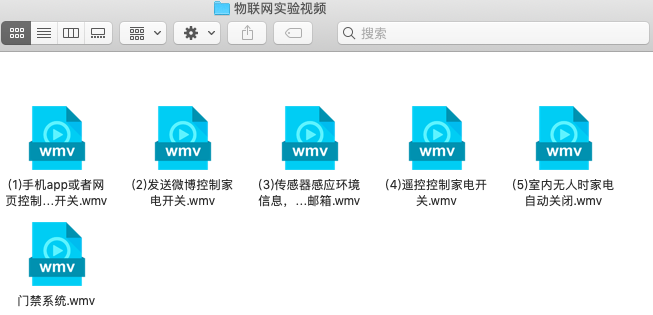 物联网实验视频
搜索
wmv
wmv
wmv
wmv
wmv
(1)手机app或者网
页控制...开关.wmv
(2)发送微博控制家
电开关.wmv
(3)传感器感应环境
信息，...邮箱.wmv
(4)遥控控制家电开
关.wmv
(5)室内无人时家电
自动关闭.wmv
wmv
门禁系统.wmv